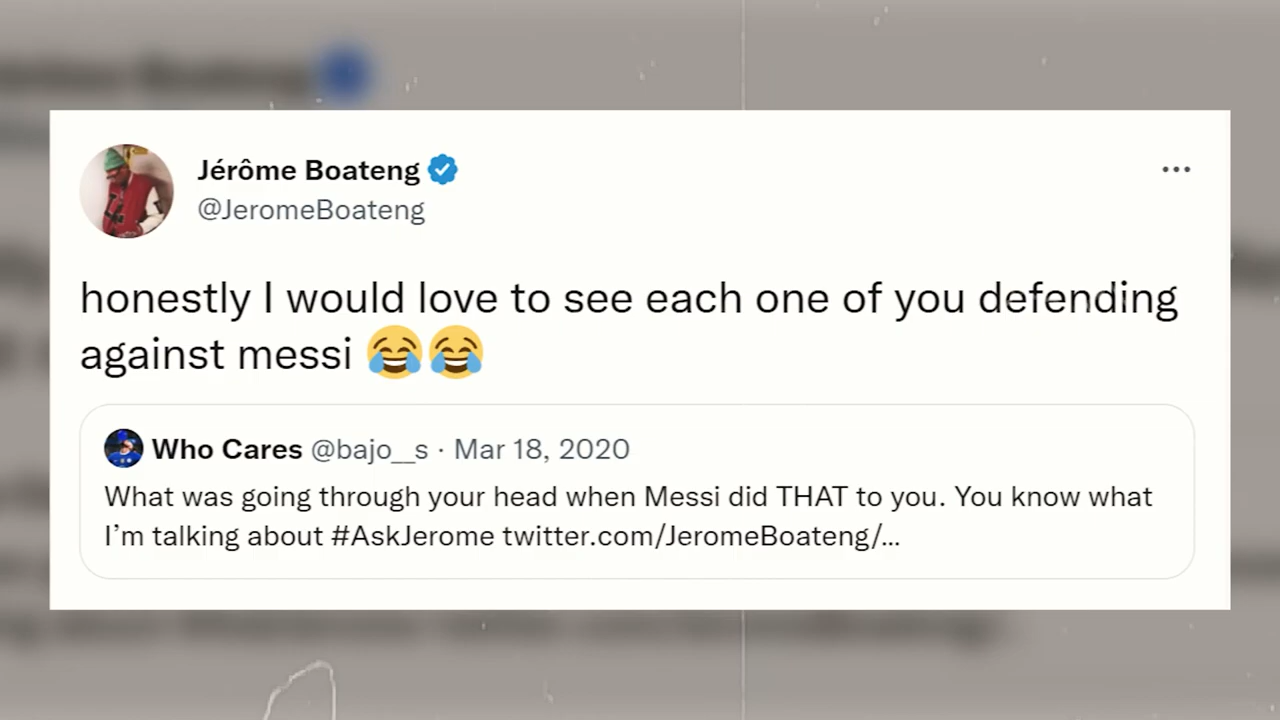 Jérôme Boateng
@JeromeBoateng
honestly I would love to see each one of you defending
against messi 😂😂
Who Cares @bajo__s · Mar 18, 2020
What was going through your head when Messi did THAT to you. You know what
I’m talking about #AskJerome twitter.com/JeromeBoateng/...